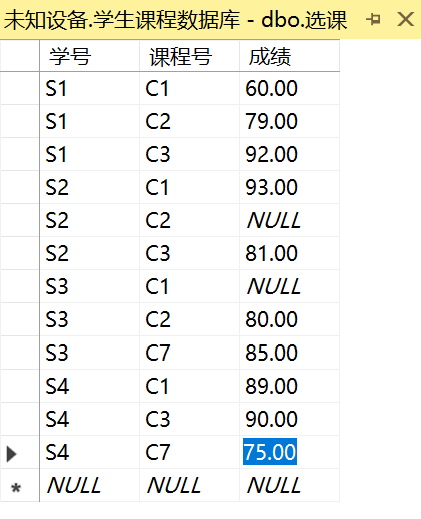 未知设备.学生课程数据库 - dbo.选课
学号 课程号 成绩
S1 C1 60.00
S1 C2 79.00
S1 C3 92.00
S2 C1 93.00
S2 C2 NULL
S2 C3 81.00
S3 C1 NULL
S3 C2 80.00
S3 C7 85.00
S4 C1 89.00
S4 C3 90.00
S4 C7 75.00
NULL NULL NULL